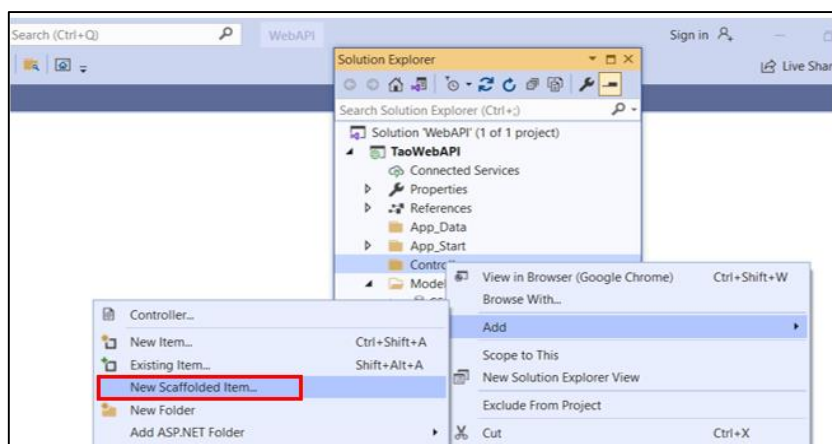 Search (Ctrl+Q)
WebAPI
Sign in
Live Shar
Solution Explorer
Search Solution Explorer (Ctrl+;)
Solution 'WebAPI' (1 of 1 project)
TaoWebAPI
Connected Services
Properties
References
App_Data
App_Start
Contro
Model
View in Browser (Google Chrome) Ctrl+Shift+W
Browse With...
Add
Scope to This
New Solution Explorer View
Exclude From Project
Cut Ctrl+X
Controller...
New Item... Ctrl+Shift+A
Existing Item... Shift+Alt+A
New Scaffolded Item...
New Folder
Add ASP.NET Folder